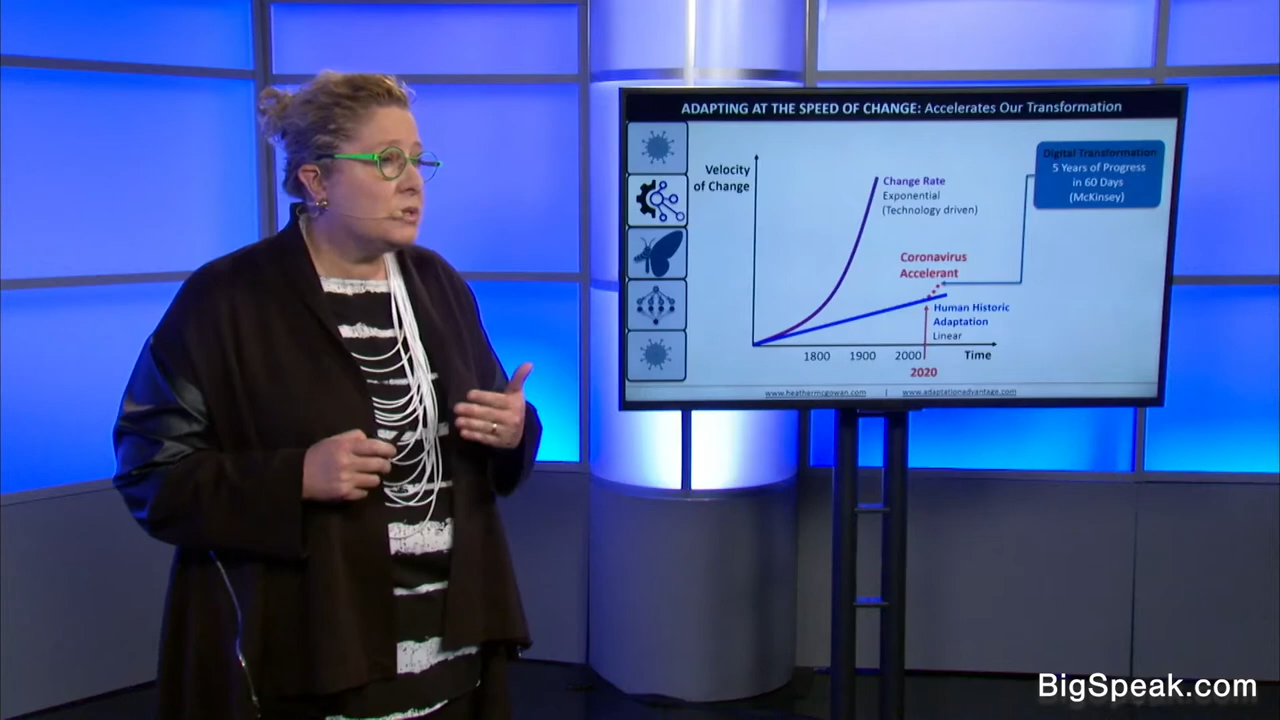 ADAPTING AT THE SPEED OF CHANGE: Accelerates Our Transformation
Velocity
of Change
Change Rate
Exponential
(Technology driven)
Digital Transformation
5 Years of Progress
in 60 Days
(McKinsey)
Coronavirus
Accelerant
Human Historic
Adaptation
Linear
1800 1900 2000 Time
2020
www.heathermcgowan.com | www.adaptationadvantage.com
BigSpeak.com